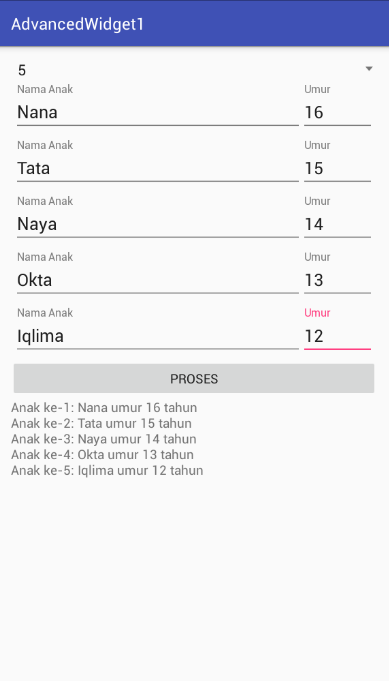 AdvancedWidget1
5
Nama Anak Umur
Nana 16
Nama Anak Umur
Tata 15
Nama Anak Umur
Naya 14
Nama Anak Umur
Okta 13
Nama Anak Umur
Iqlima 12
PROSES
Anak ke-1: Nana umur 16 tahun
Anak ke-2: Tata umur 15 tahun
Anak ke-3: Naya umur 14 tahun
Anak ke-4: Okta umur 13 tahun
Anak ke-5: Iqlima umur 12 tahun